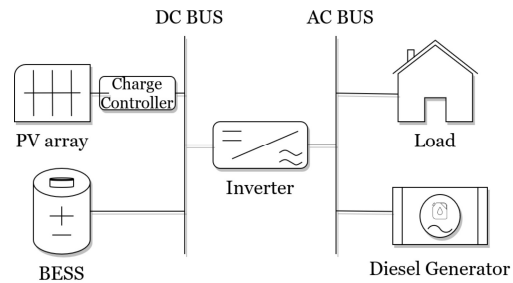 DC BUS
AC BUS
Charge
Controller
PV array
Load
Inverter
BESS
Diesel Generator